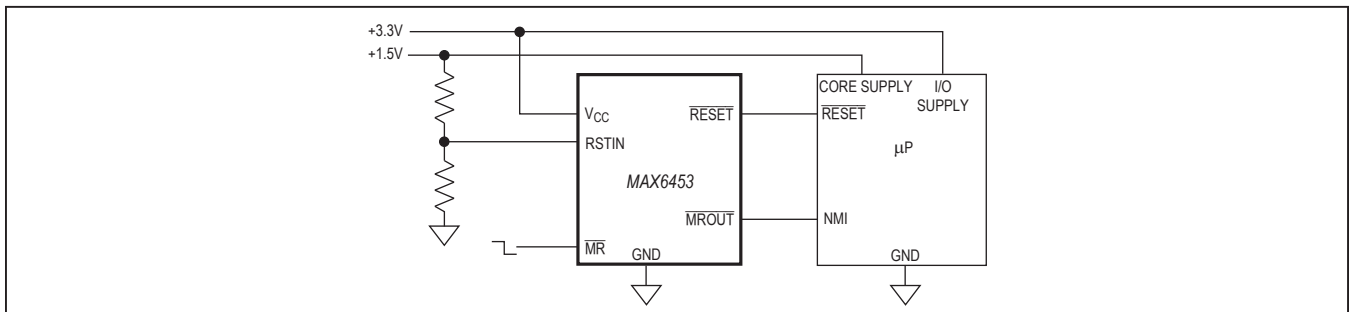 +3.3V
+1.5V
CORE SUPPLY
I/O
SUPPLY
VCC
RESET
RESET
RSTIN
µP
MAX6453
MROUT
NMI
MR
GND
GND